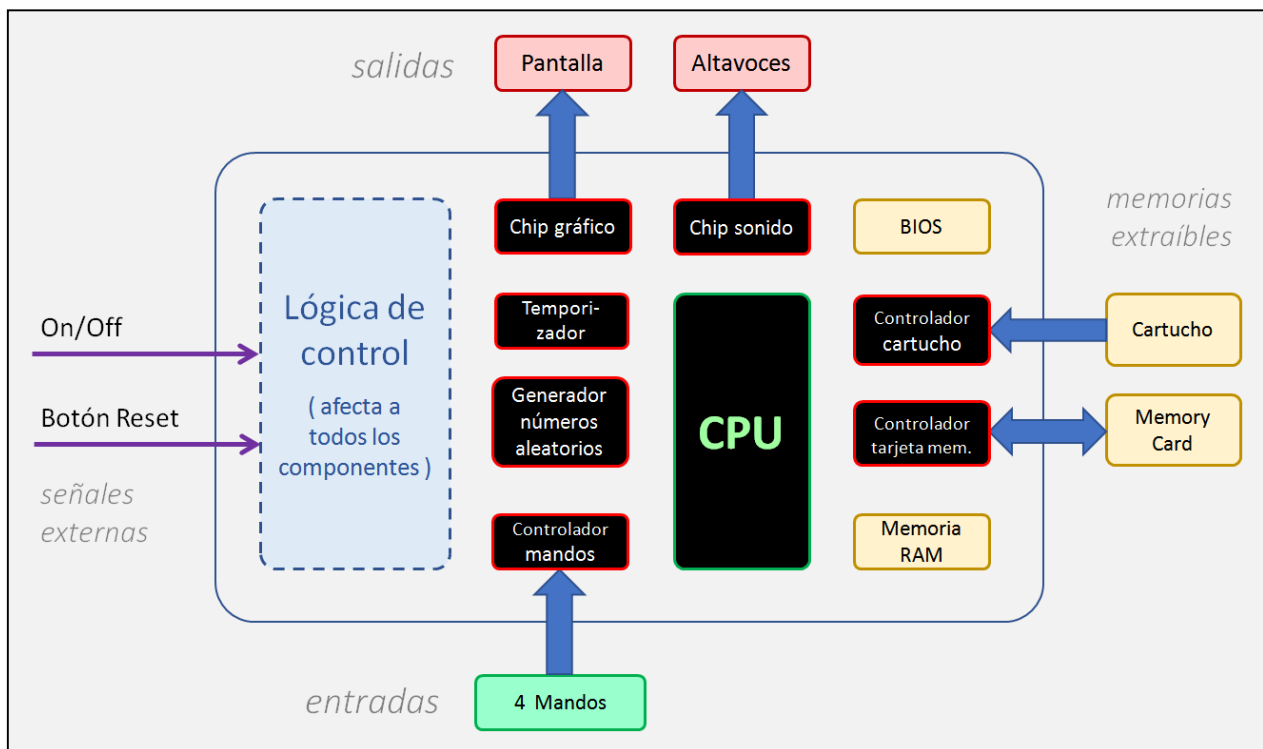 salidas
Pantalla
Altavoces
Chip gráfico
Chip sonido
BIOS
memorias
extraíbles
On/Off
Botón Reset
señales
externas
Lógica de
control
( afecta a
todos los
componentes )
Tempori-
zador
Generador
números
aleatorios
Controlador
mandos
CPU
Controlador
cartucho
Cartucho
Controlador
tarjeta mem.
Memory
Card
Memoria
RAM
entradas
4 Mandos